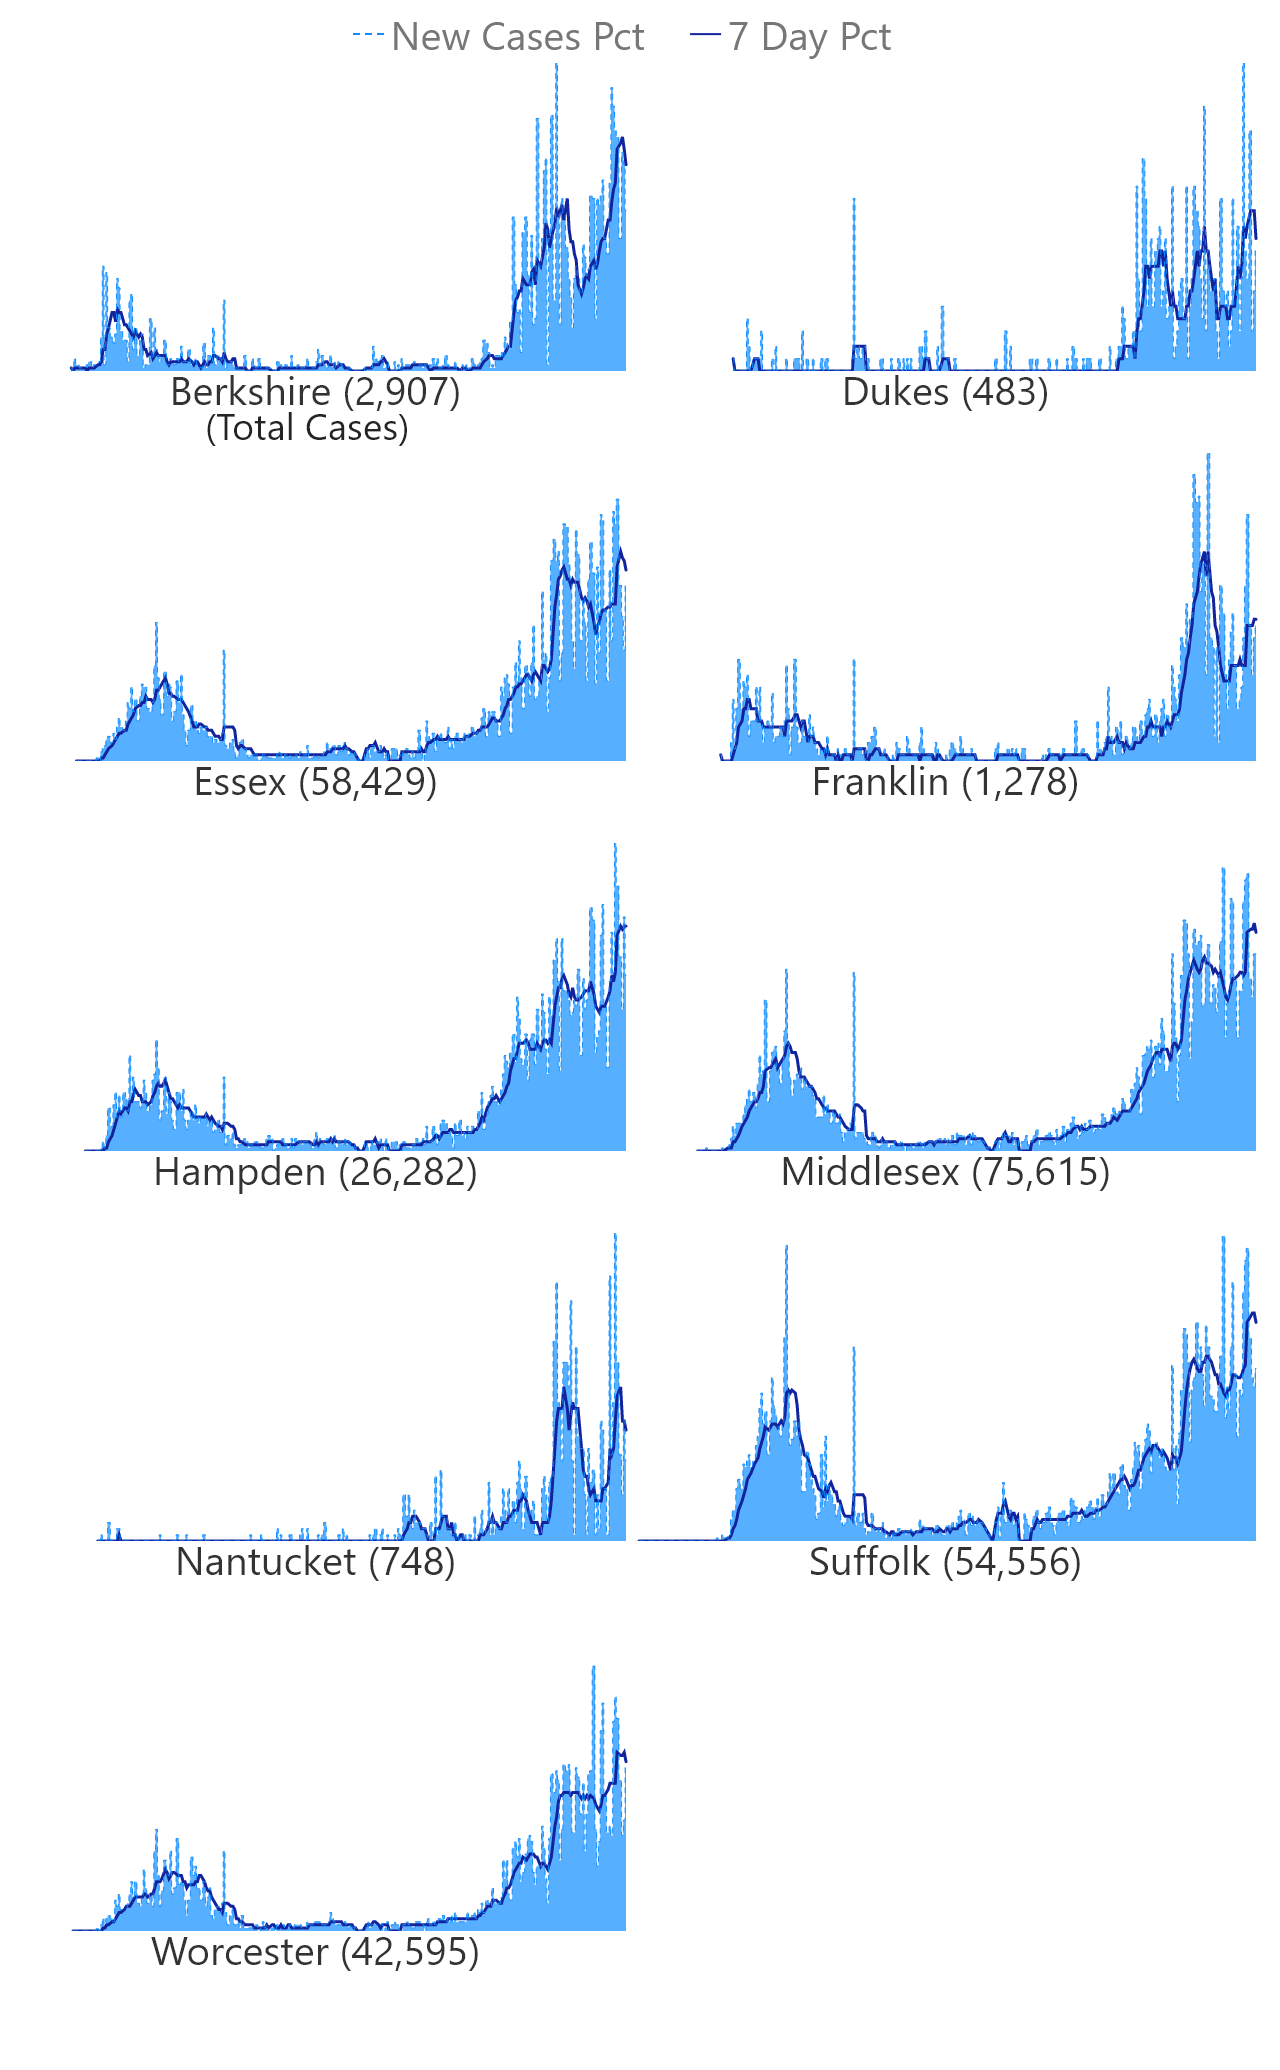 New Cases Pct 7 Day Pct
Berkshire (2,907) Dukes (483)
(Total Cases)
Essex (58,429) Franklin (1,278)
Hampden (26,282) Middlesex (75,615)
Nantucket (748) Suffolk (54,556)
Worcester (42,595)